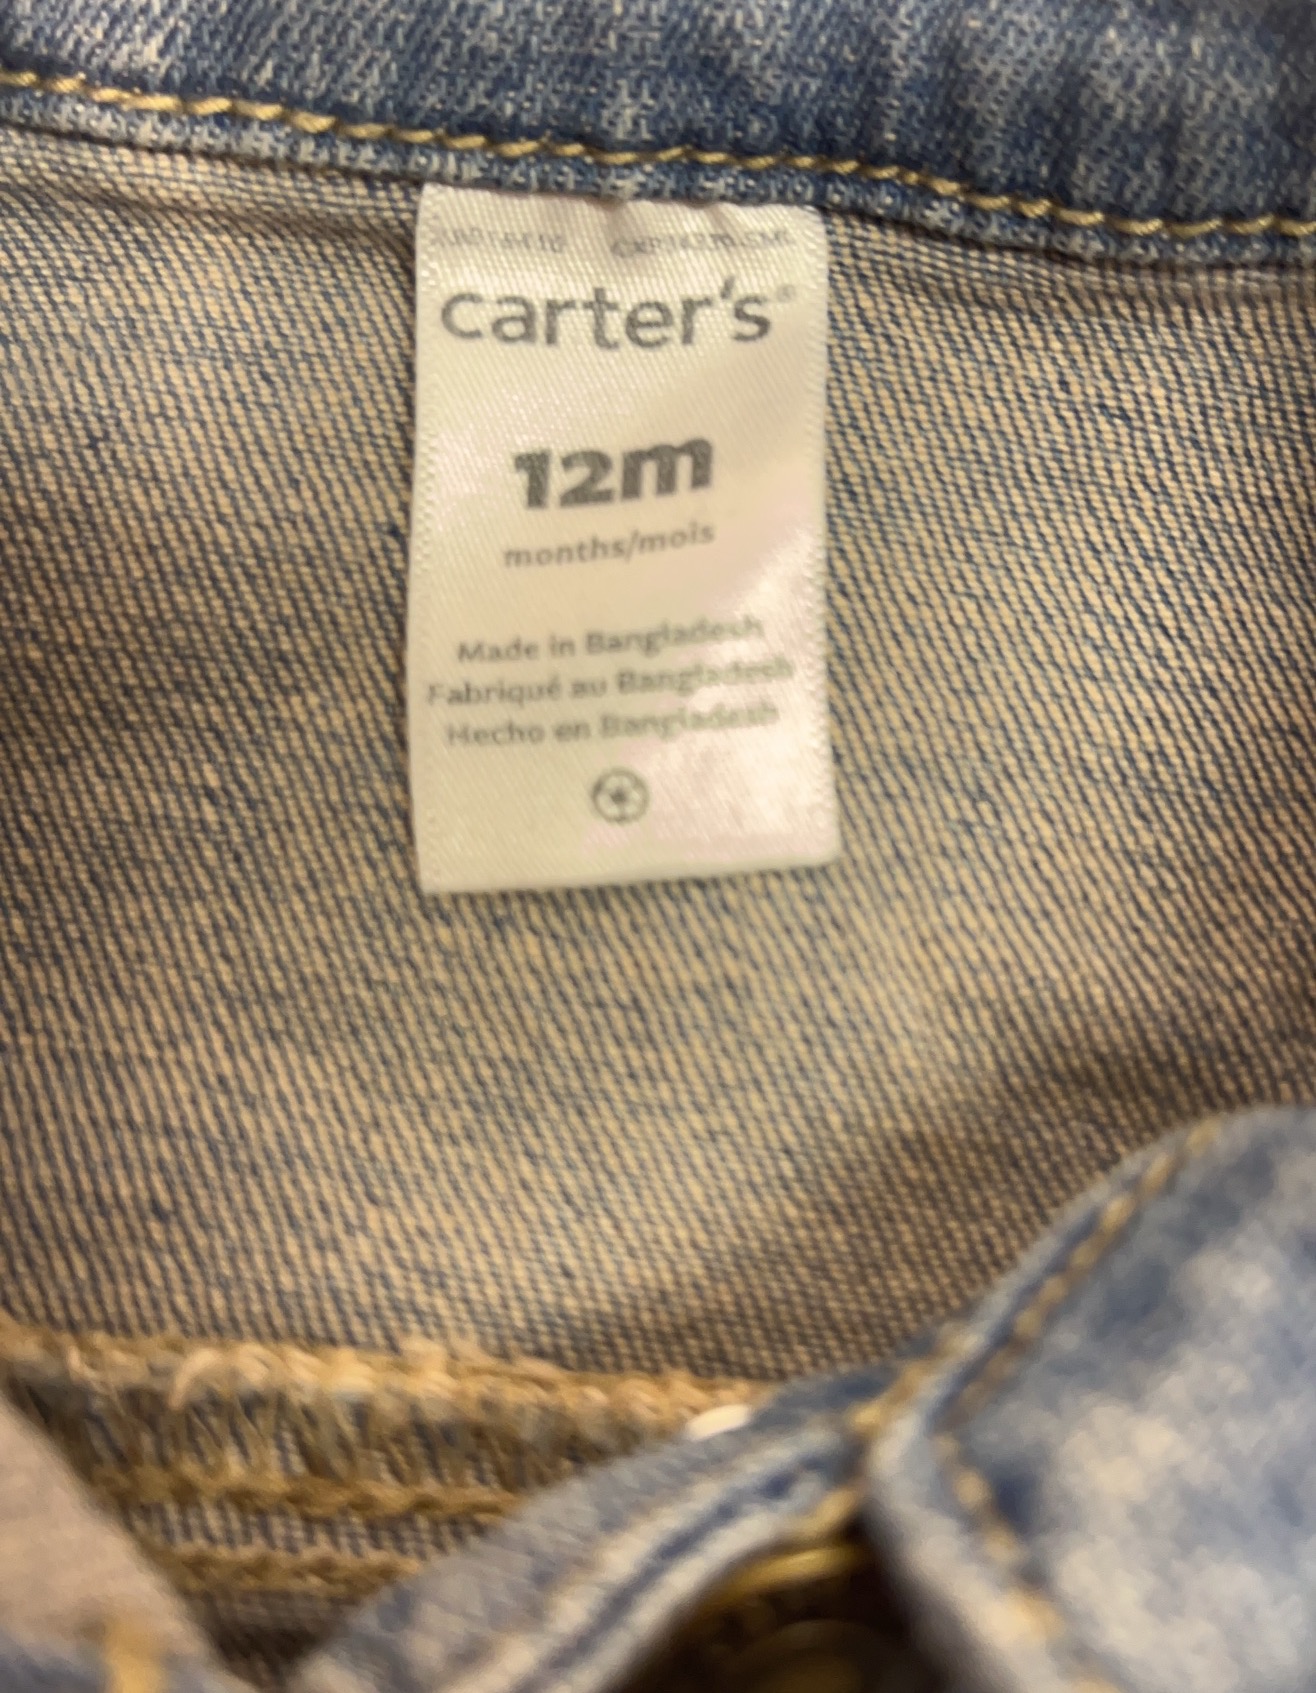 carter's®
12m
months/mois
Made in Bangladesh
Fabriqué au Bangladesh
Hecho en Bangladesh